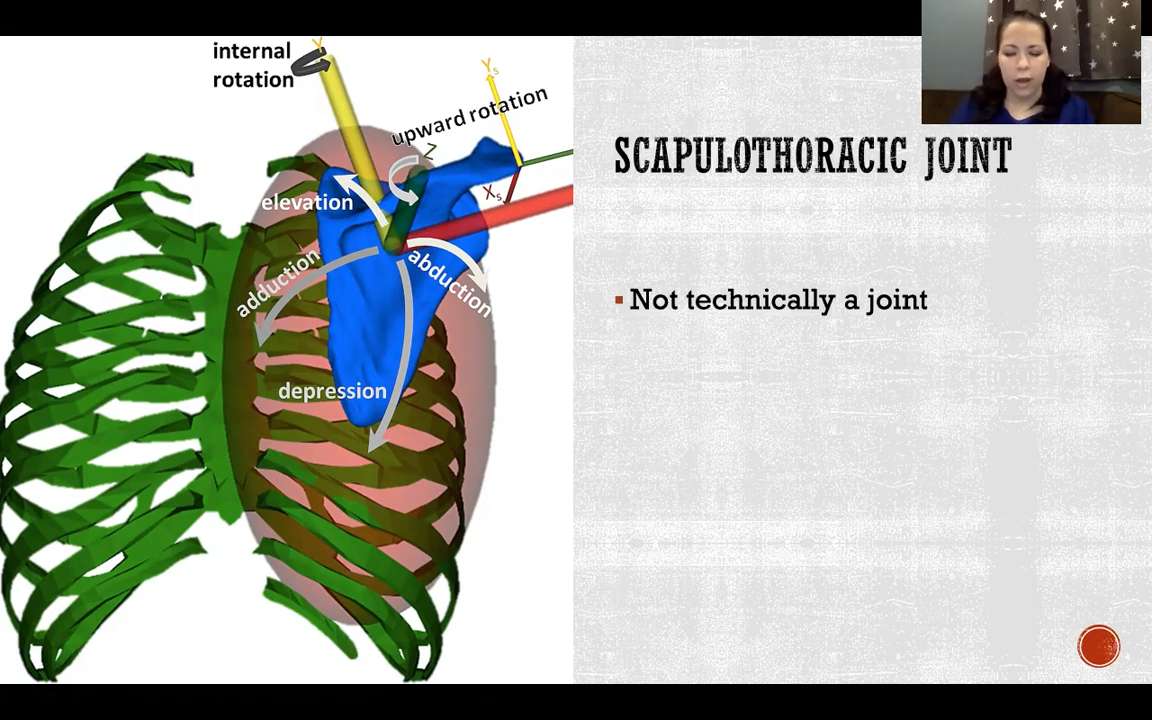 internal
rotation
Y
Ys
upward rotation
Z
elevation
Xs
adduction
abduction
depression
SCAPULOTHORACIC JOINT
▪ Not technically a joint